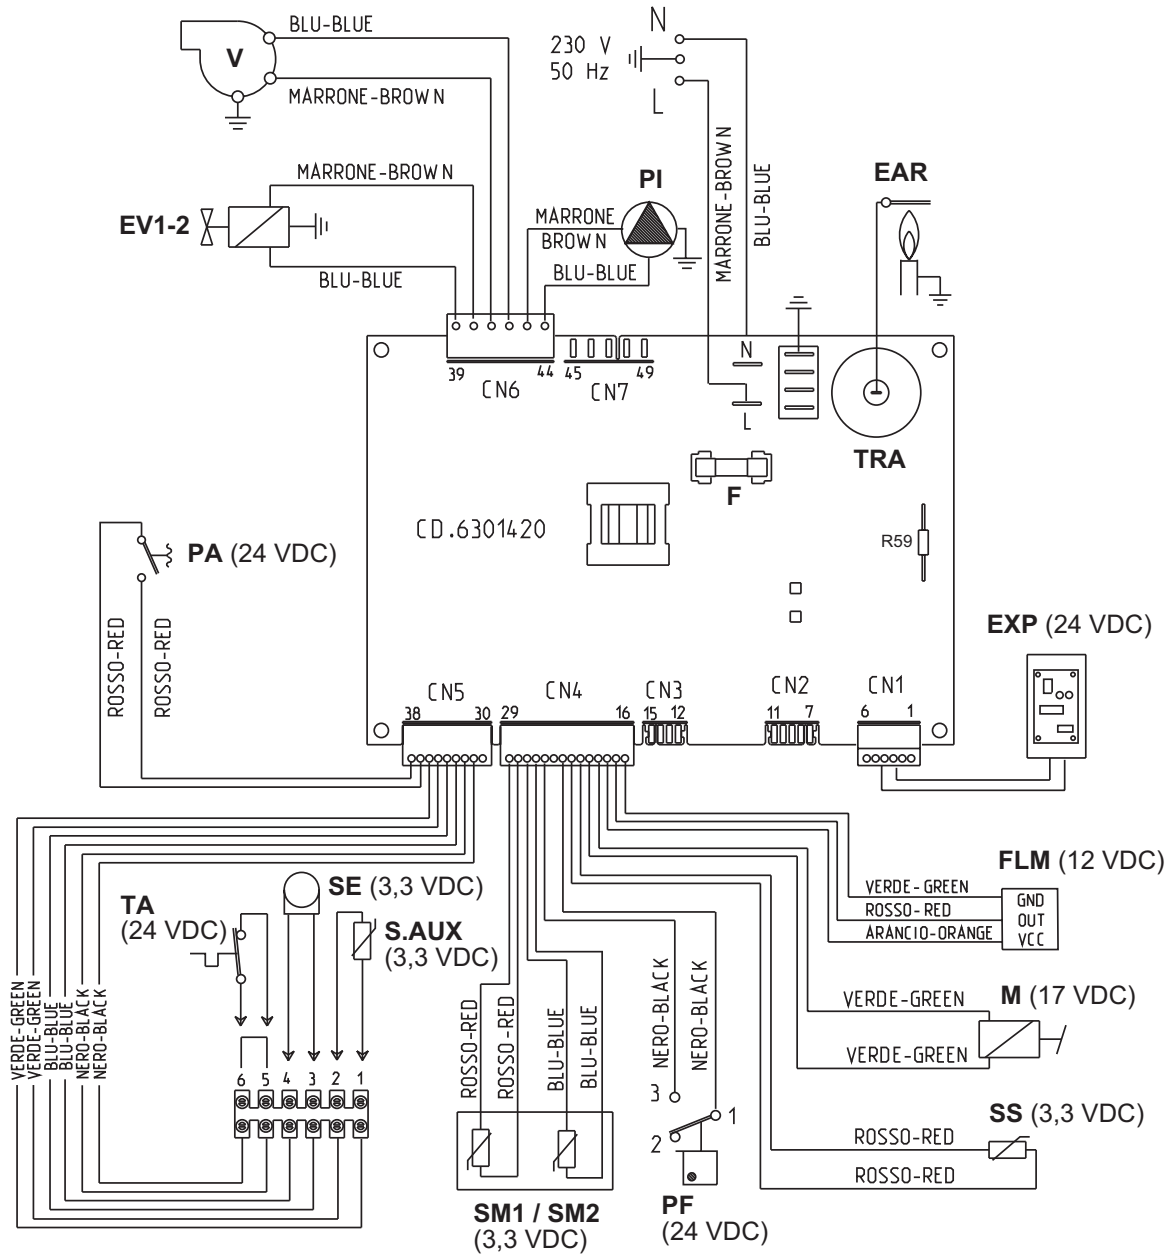 BLU-BLUE
V
MARRONE-BROWN
N
230 V
50 Hz
L
MARRONE-BROWN
EV1-2
BLU-BLUE
PI
MARRONE
BROWN
BLU-BLUE
MARRONE-BROWN
BLU-BLUE
EAR
39
44
CN6
45
49
CN7
N
L
TRA
F
CD.6301420
R59
PA (24 VDC)
ROSSO-RED
ROSSO-RED
EXP (24 VDC)
CN5
38
30
CN4
29
16
CN3
15
12
CN2
11
7
CN1
6
1
FLM (12 VDC)
VERDE-GREEN
GND
ROSSO-RED
OUT
ARANCIO-ORANGE
VCC
TA
(24 VDC)
SE (3,3 VDC)
S.AUX
(3,3 VDC)
VERDE-GREEN
VERDE-GREEN
BLU-BLUE
BLU-BLUE
NERO-BLACK
NERO-BLACK
6
5
4
3
2
1
ROSSO-RED
ROSSO-RED
BLU-BLUE
BLU-BLUE
NERO-BLACK
NERO-BLACK
M (17 VDC)
VERDE-GREEN
VERDE-GREEN
3
1
2
SS (3,3 VDC)
ROSSO-RED
ROSSO-RED
SM1 / SM2
(3,3 VDC)
PF
(24 VDC)